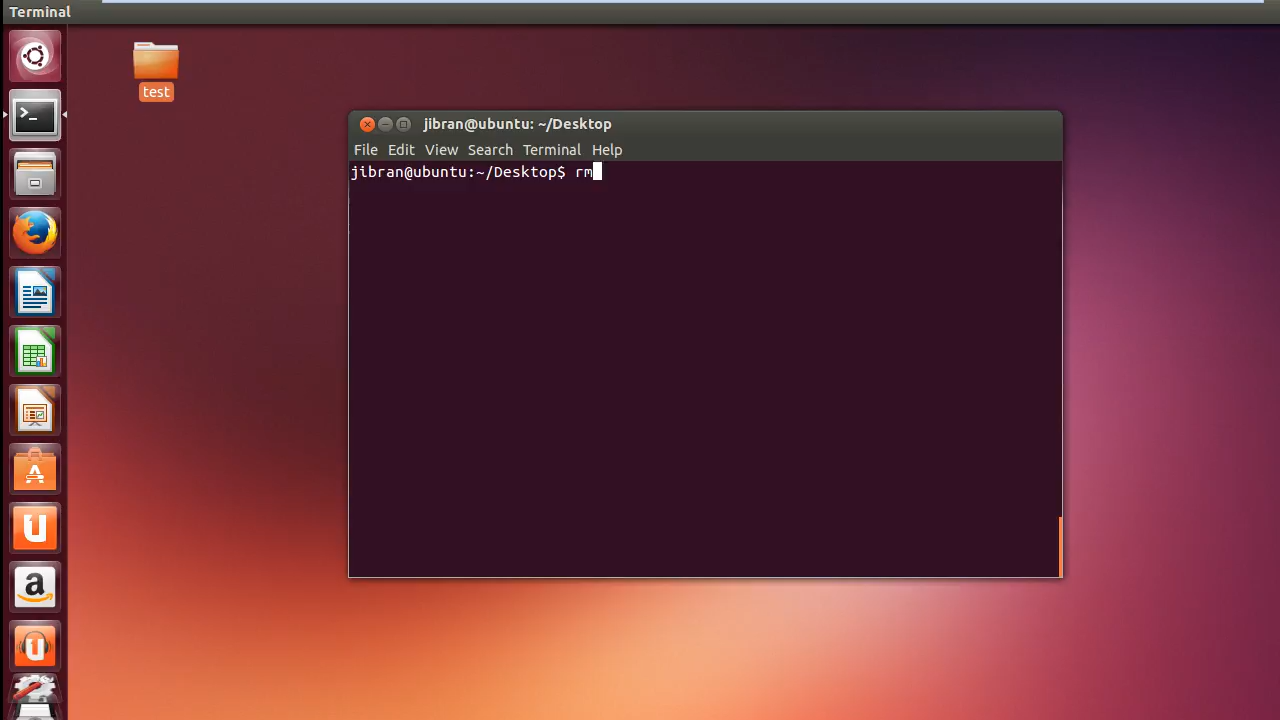 Terminal
test
jibran@ubuntu: ~/Desktop
File Edit View Search Terminal Help
jibran@ubuntu:~/Desktop$ rm